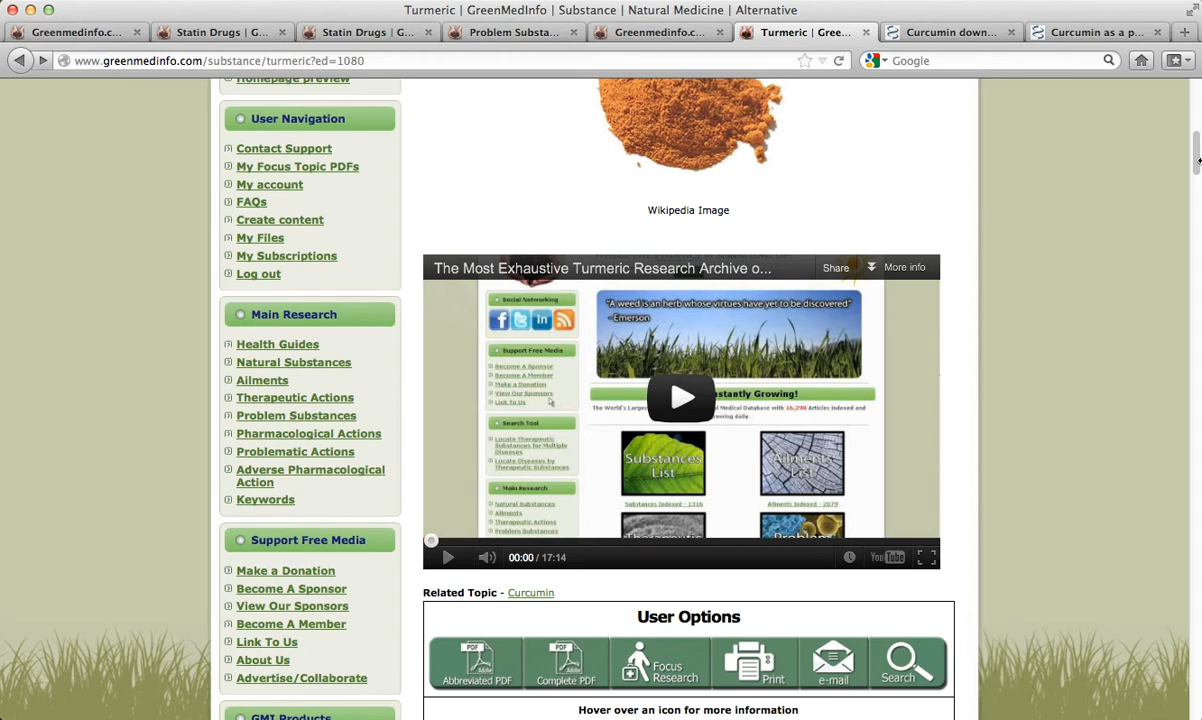 Turmeric | GreenMedInfo | Substance | Natural Medicine | Alternative
Greenmedinfo.c...
Statin Drugs | G...
Statin Drugs | G...
Problem Substa...
Greenmedinfo.c...
Turmeric | Gree...
Curcumin down...
Curcumin as a p...
www.greenmedinfo.com/substance/turmeric?ed=1080
Google
Homepage preview
User Navigation
Contact Support
My Focus Topic PDFs
My account
FAQs
Create content
My Files
My Subscriptions
Log out
Main Research
Health Guides
Natural Substances
Ailments
Therapeutic Actions
Problem Substances
Pharmacological Actions
Problematic Actions
Adverse Pharmacological
Action
Keywords
Support Free Media
Make a Donation
Become A Sponsor
View Our Sponsors
Become A Member
Link To Us
About Us
Advertise/Collaborate
GMI Products
Wikipedia Image
The Most Exhaustive Turmeric Research Archive o...
Share
More info
Social Networking
Support Free Media
Become A Sponsor
Become A Member
Make a Donation
View Our Sponsors
Link To Us
Search Tool
Locate Therapeutic
Substances for Multiple
Diseases
Locate Diseases by
Therapeutic Substances
Main Research
Natural Substances
Ailments
Therapeutic Actions
Problem Substances
"A weed is an herb whose virtues have yet to be discovered"
-Emerson
nstantly Growing!
The World's Larges
l Medical Database with 16,290 Articles indexed and
growing daily.
Substances
List
Ailments
List
Substances Indexed - 1316
Ailments Indexed - 2079
Therapeutic
Problem
00:00 / 17:14
YouTube
Related Topic - Curcumin
User Options
PDF
Adobe
Abbreviated PDF
PDF
Adobe
Complete PDF
Focus
Research
Print
e-mail
Search
Hover over an icon for more information